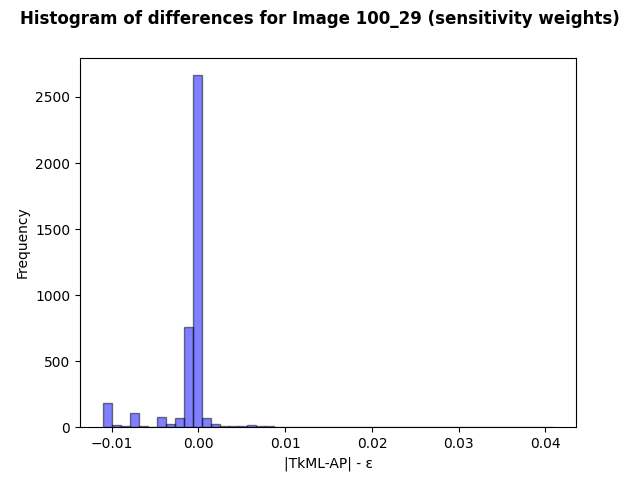 Histogram of differences for Image 100_29 (sensitivity weights)
2500
2000
1500
1000
500
0
Frequency
−0.01 0.00 0.01 0.02 0.03 0.04
|TkML-AP| - ε